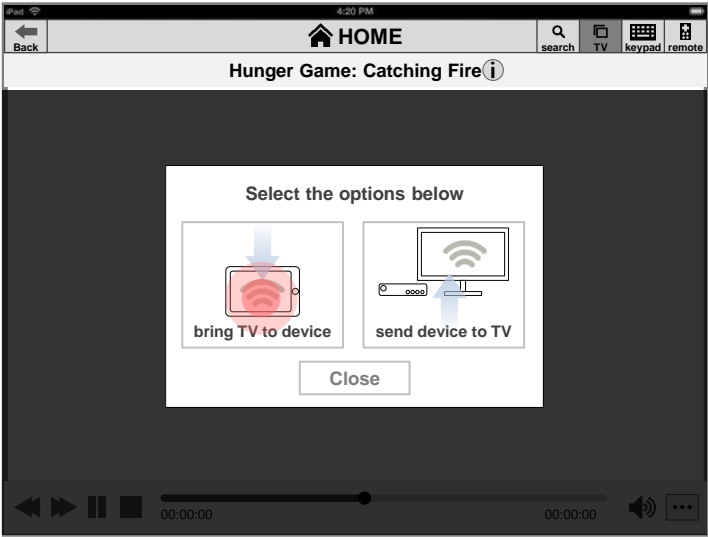 iPad 4:20 PM
Back HOME search TV keypad remote
Hunger Game: Catching Fire i
Select the options below
bring TV to device send device to TV
Close
00:00:00 00:00:00